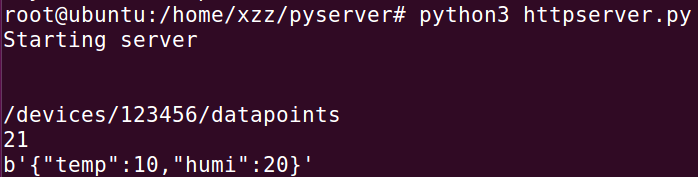 root@ubuntu:/home/xzz/pyserver# python3 httpserver.py
Starting server
/devices/123456/datapoints
21
b'{"temp":10,"humi":20}'